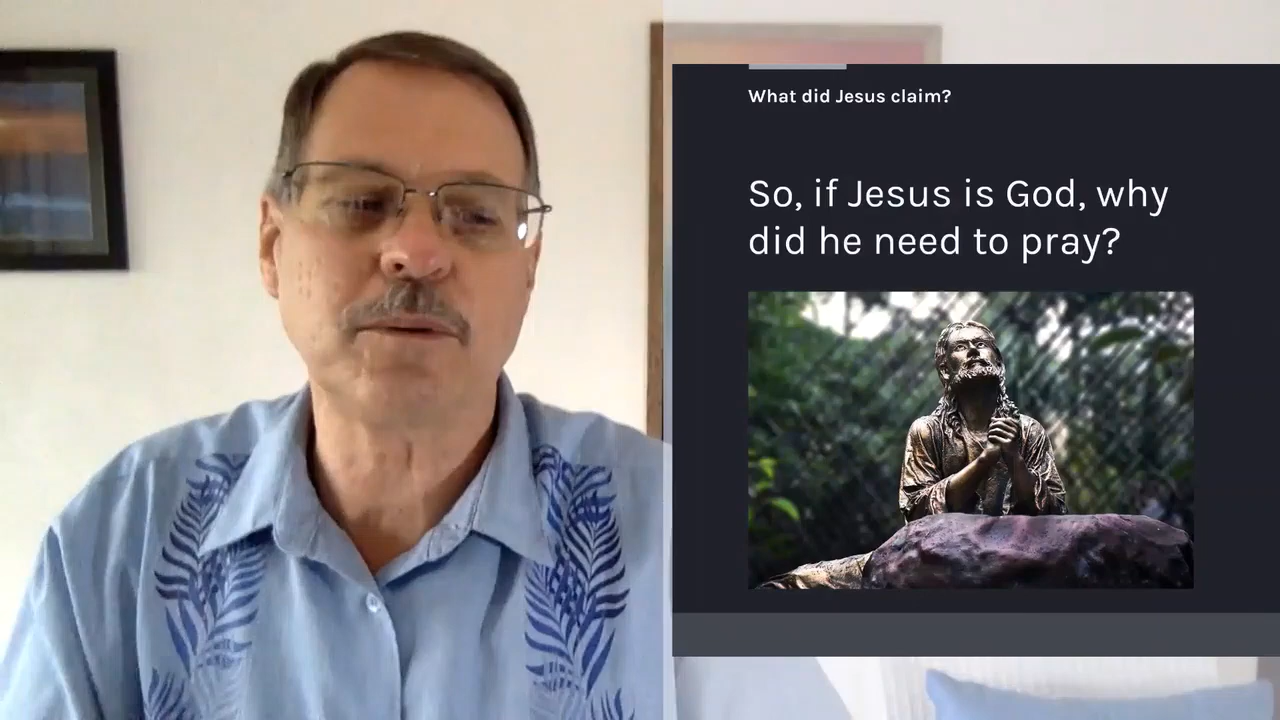 What did Jesus claim?
So, if Jesus is God, why
did he need to pray?